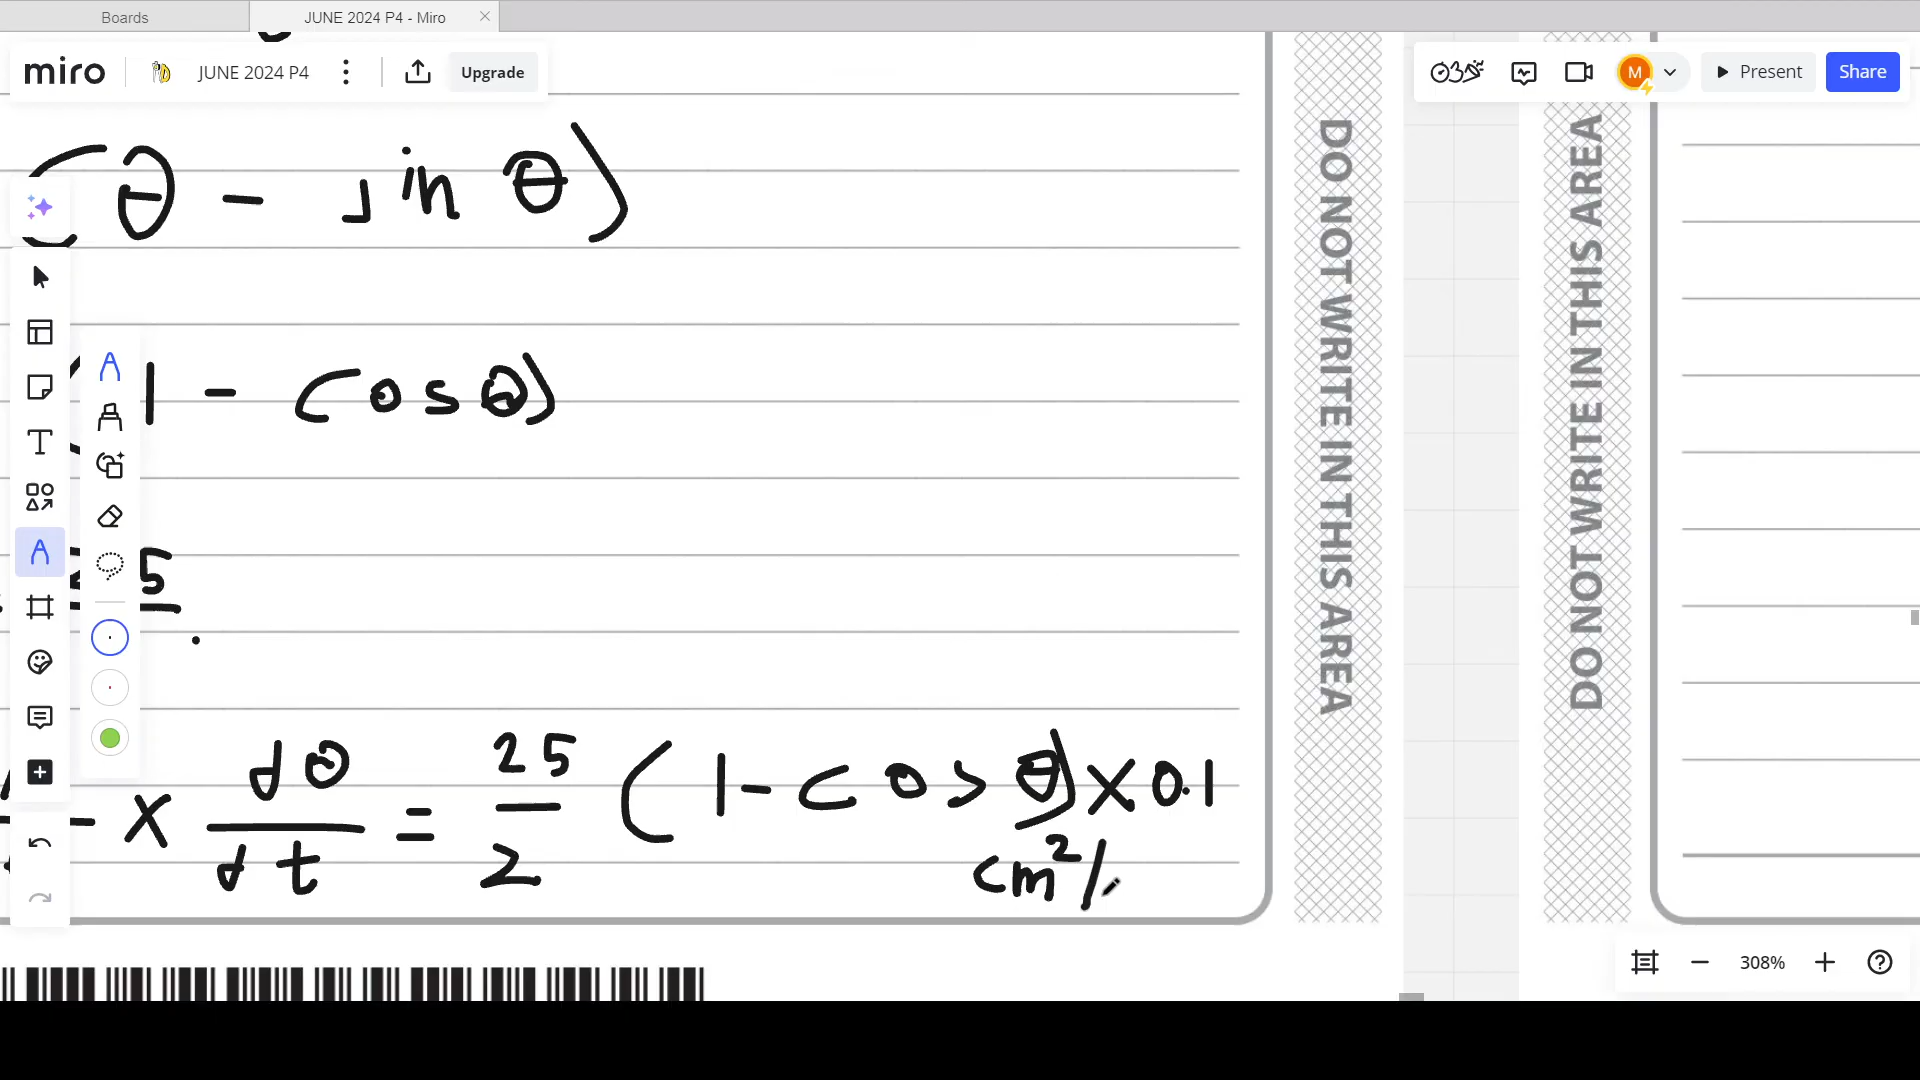 Boards
JUNE 2024 P4 - Miro
miro
JUNE 2024 P4
Upgrade
M
Present
Share
(θ - sin θ)
(1 - cos θ)
25
× dθ/dt = 25/2 (1 - cos θ) × 0.1
cm²/
DO NOT WRITE IN THIS AREA
DO NOT WRITE IN THIS AREA
308%